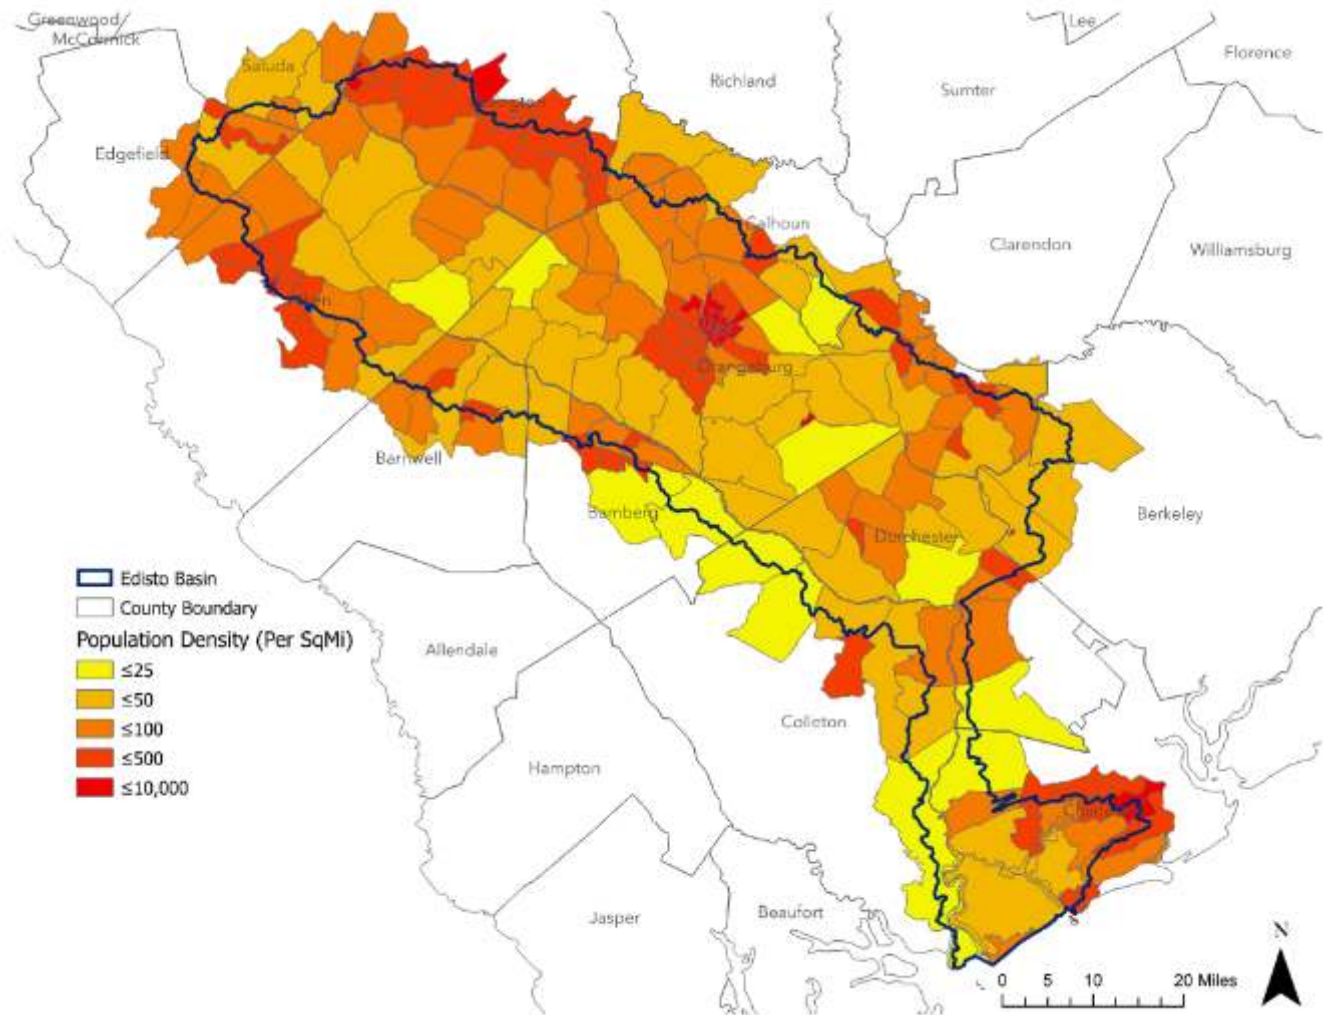 Greenwood
McCormick
Lee
Florence
Saluda
Richland
Sumter
Edgefield
Calhoun
Clarendon
Williamsburg
Orangeburg
Barnwell
Bamberg
Dorchester
Berkeley
Edisto Basin
County Boundary
Population Density (Per SqMi)
≤25
≤50
≤100
≤500
≤10,000
Allendale
Colleton
Hampton
Jasper
Beaufort
N
0 5 10 20 Miles